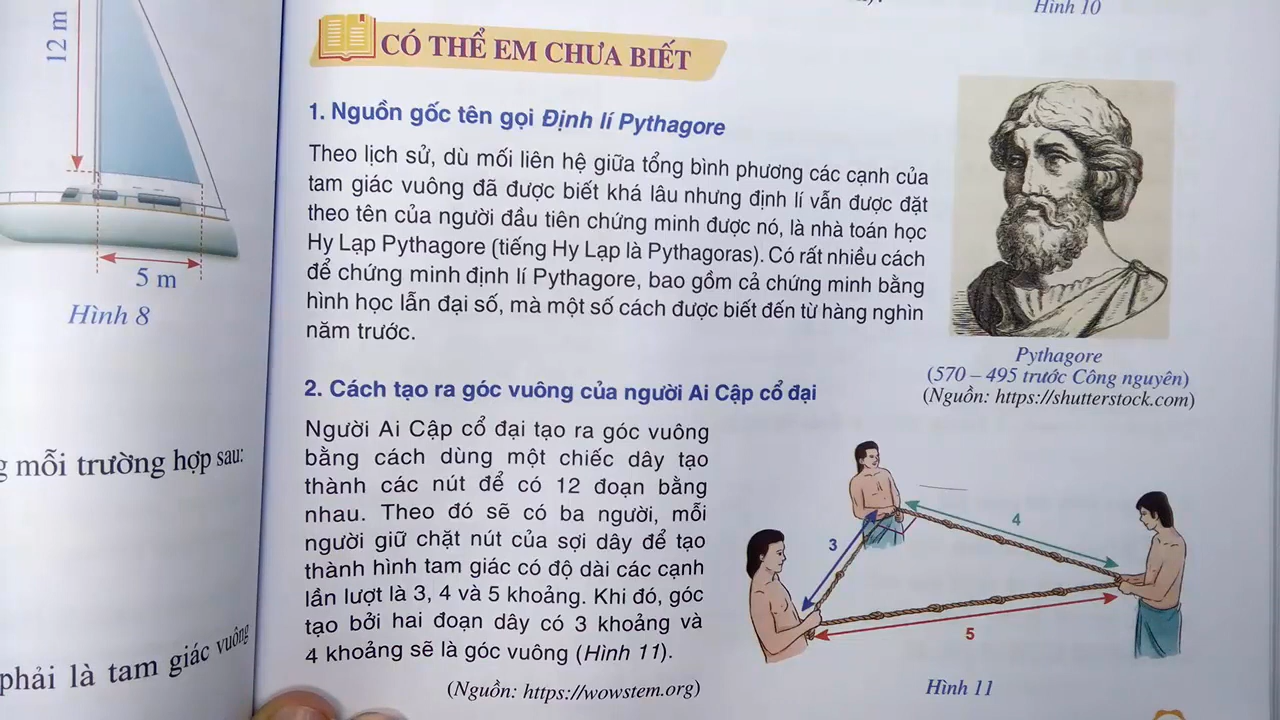 12 m
5 m
Hình 8
mỗi trường hợp sau:
phải là tam giác vuông
Hình 10
CÓ THỂ EM CHƯA BIẾT
1. Nguồn gốc tên gọi Định lí Pythagore
Theo lịch sử, dù mối liên hệ giữa tổng bình phương các cạnh của
tam giác vuông đã được biết khá lâu nhưng định lí vẫn được đặt
theo tên của người đầu tiên chứng minh được nó, là nhà toán học
Hy Lạp Pythagore (tiếng Hy Lạp là Pythagoras). Có rất nhiều cách
để chứng minh định lí Pythagore, bao gồm cả chứng minh bằng
hình học lẫn đại số, mà một số cách được biết đến từ hàng nghìn
năm trước.
Pythagore
(570 – 495 trước Công nguyên)
(Nguồn: https://shutterstock.com)
2. Cách tạo ra góc vuông của người Ai Cập cổ đại
Người Ai Cập cổ đại tạo ra góc vuông
bằng cách dùng một chiếc dây tạo
thành các nút để có 12 đoạn bằng
nhau. Theo đó sẽ có ba người, mỗi
người giữ chặt nút của sợi dây để tạo
thành hình tam giác có độ dài các cạnh
lần lượt là 3, 4 và 5 khoảng. Khi đó, góc
tạo bởi hai đoạn dây có 3 khoảng và
4 khoảng sẽ là góc vuông (Hình 11).
(Nguồn: https://wowstem.org)
3
4
5
Hình 11